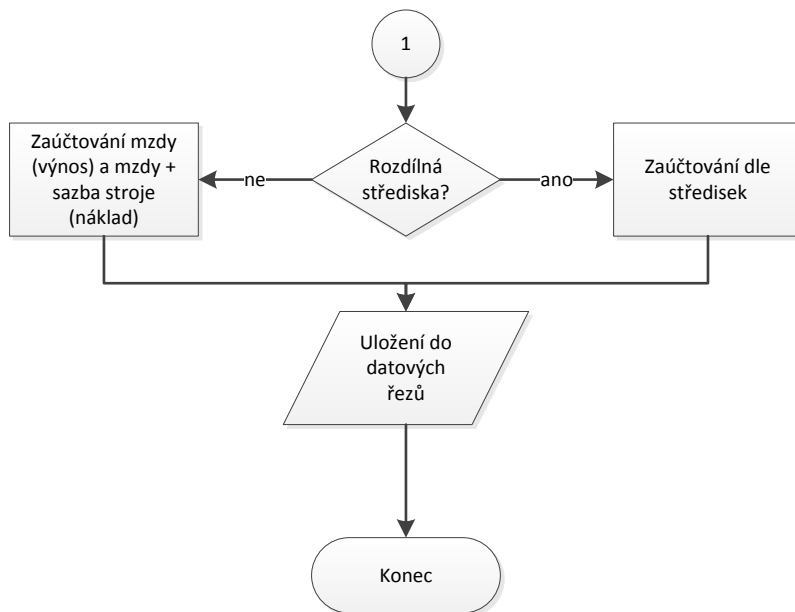 1
Rozdílná
střediska?
ne
ano
Zaúčtování mzdy
(výnos) a mzdy +
sazba stroje
(náklad)
Zaúčtování dle
středisek
Uložení do
datových
řezů
Konec